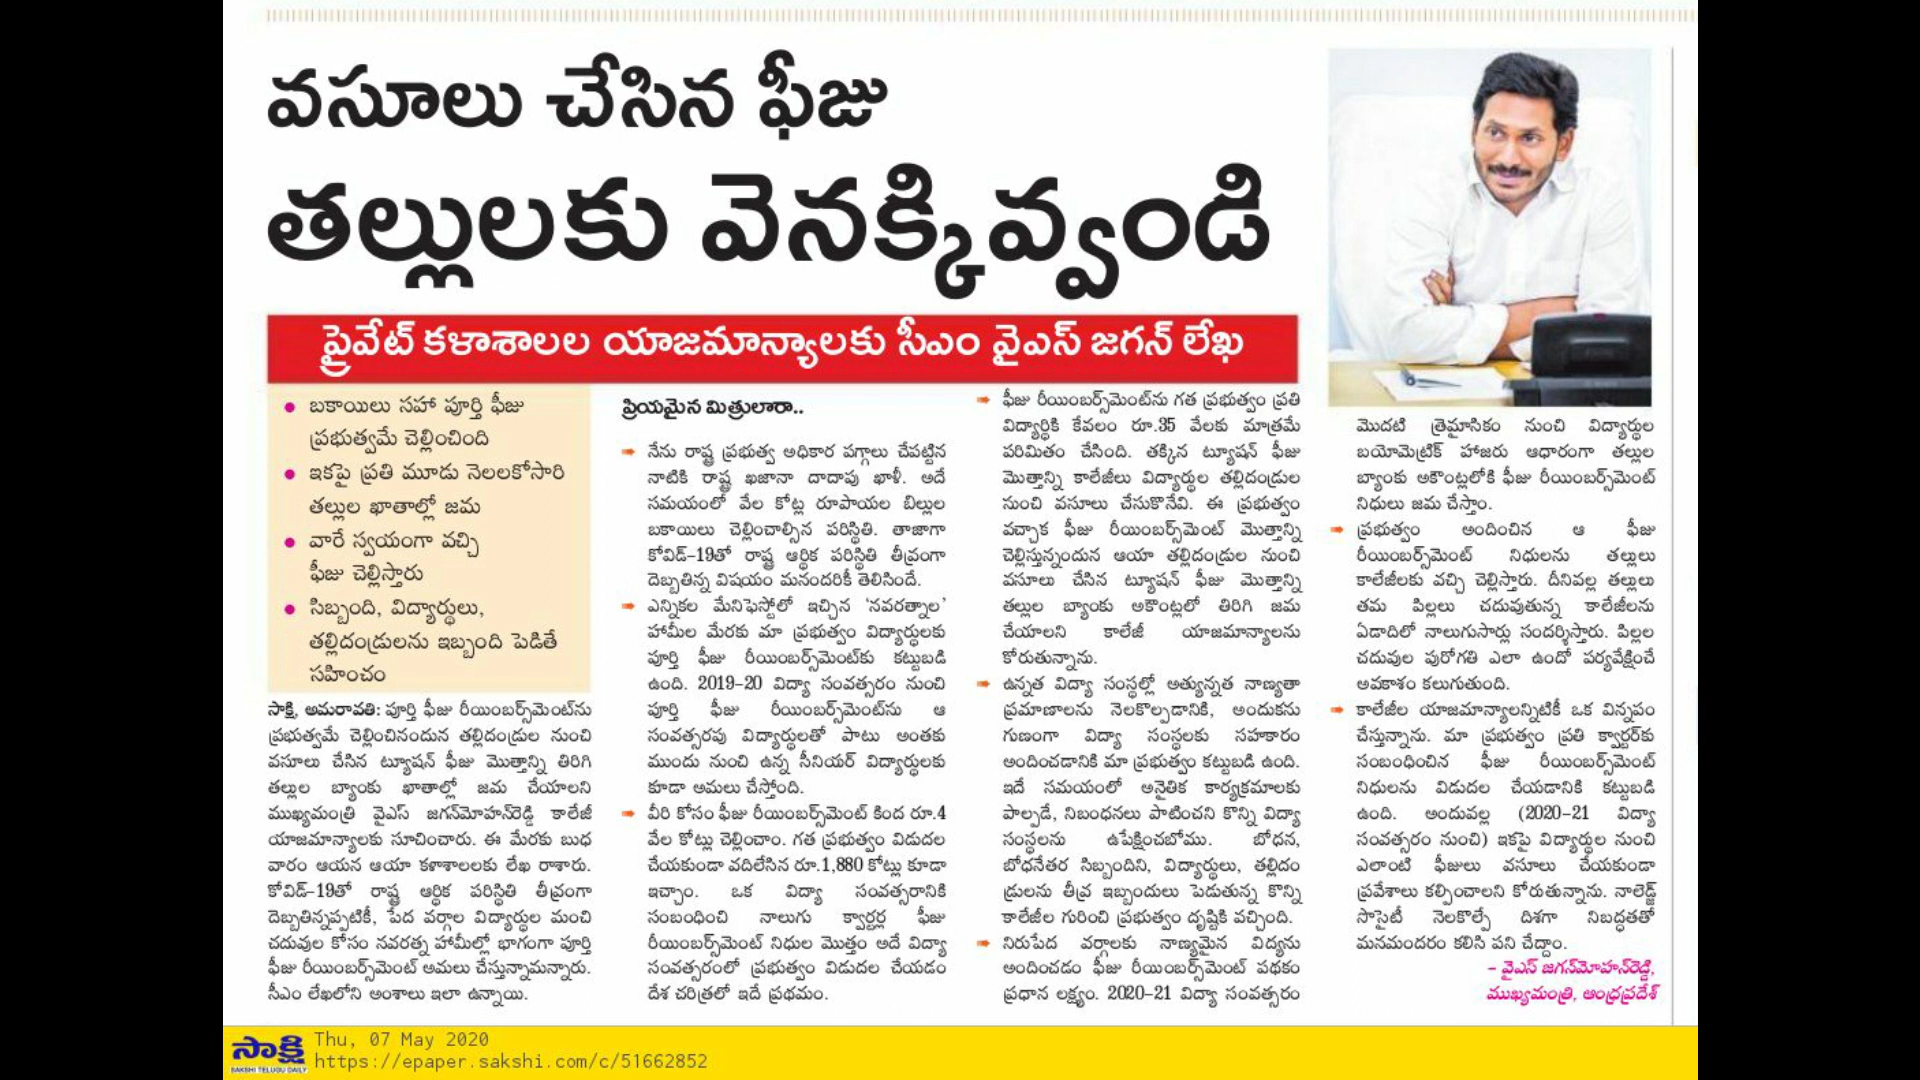 వసూలు చేసిన ఫీజు
తల్లులకు వెనక్కివ్వండి
ప్రైవేట్ కళాశాలల యాజమాన్యాలకు సీఎం వైఎస్ జగన్ లేఖ
● బకాయిలు సహా పూర్తి ఫీజు
ప్రభుత్వమే చెల్లించింది
● ఇకపై ప్రతి మూడు నెలలకోసారి
తల్లుల ఖాతాల్లో జమ
● వారే స్వయంగా వచ్చి
ఫీజు చెల్లిస్తారు
● సిబ్బంది, విద్యార్థులు,
తల్లిదండ్రులను ఇబ్బంది పెడితే
సహించం
సాక్షి, అమరావతి: పూర్తి ఫీజు రీయింబర్స్‌మెంట్‌ను
ప్రభుత్వమే చెల్లించినందున తల్లిదండ్రుల నుంచి
వసూలు చేసిన ట్యూషన్ ఫీజు మొత్తాన్ని తిరిగి
తల్లుల బ్యాంకు ఖాతాల్లో జమ చేయాలని
ముఖ్యమంత్రి వైఎస్ జగన్‌మోహన్‌రెడ్డి కాలేజీ
యాజమాన్యాలకు సూచించారు. ఈ మేరకు బుధ
వారం ఆయన ఆయా కళాశాలలకు లేఖ రాశారు.
కోవిడ్–19తో రాష్ట్ర ఆర్థిక పరిస్థితి తీవ్రంగా
దెబ్బతిన్నప్పటికీ, పేద వర్గాల విద్యార్థుల మంచి
చదువుల కోసం నవరత్న హామీల్లో భాగంగా పూర్తి
ఫీజు రీయింబర్స్‌మెంట్ అమలు చేస్తున్నామన్నారు.
సీఎం లేఖలోని అంశాలు ఇలా ఉన్నాయి.
ప్రియమైన మిత్రులారా..
నేను రాష్ట్ర ప్రభుత్వ అధికార పగ్గాలు చేపట్టిన
నాటికి రాష్ట్ర ఖజానా దాదాపు ఖాళీ. అదే
సమయంలో వేల కోట్ల రూపాయల బిల్లుల
బకాయిలు చెల్లించాల్సిన పరిస్థితి. తాజాగా
కోవిడ్–19తో రాష్ట్ర ఆర్థిక పరిస్థితి తీవ్రంగా
దెబ్బతిన్న విషయం మనందరికీ తెలిసిందే.
ఎన్నికల మేనిఫెస్టోలో ఇచ్చిన ‘నవరత్నాల’
హామీల మేరకు మా ప్రభుత్వం విద్యార్థులకు
పూర్తి ఫీజు రీయింబర్స్‌మెంట్‌కు కట్టుబడి
ఉంది. 2019–20 విద్యా సంవత్సరం నుంచి
పూర్తి ఫీజు రీయింబర్స్‌మెంట్‌ను ఆ
సంవత్సరపు విద్యార్థులతో పాటు అంతకు
ముందు నుంచి ఉన్న సీనియర్ విద్యార్థులకు
కూడా అమలు చేస్తోంది.
వీరి కోసం ఫీజు రీయింబర్స్‌మెంట్ కింద రూ.4
వేల కోట్లు చెల్లించాం. గత ప్రభుత్వం విడుదల
చేయకుండా వదిలేసిన రూ.1,880 కోట్లు కూడా
ఇచ్చాం. ఒక విద్యా సంవత్సరానికి
సంబంధించి నాలుగు క్వార్టర్ల ఫీజు
రీయింబర్స్‌మెంట్ నిధుల మొత్తం అదే విద్యా
సంవత్సరంలో ప్రభుత్వం విడుదల చేయడం
దేశ చరిత్రలో ఇదే ప్రథమం.
ఫీజు రీయింబర్స్‌మెంట్‌ను గత ప్రభుత్వం ప్రతి
విద్యార్థికి కేవలం రూ.35 వేలకు మాత్రమే
పరిమితం చేసింది. తక్కిన ట్యూషన్ ఫీజు
మొత్తాన్ని కాలేజీలు విద్యార్థుల తల్లిదండ్రుల
నుంచి వసూలు చేసుకొనేవి. ఈ ప్రభుత్వం
వచ్చాక ఫీజు రీయింబర్స్‌మెంట్ మొత్తాన్ని
చెల్లిస్తున్నందున ఆయా తల్లిదండ్రుల నుంచి
వసూలు చేసిన ట్యూషన్ ఫీజు మొత్తాన్ని
తల్లుల బ్యాంకు అకౌంట్లలో తిరిగి జమ
చేయాలని కాలేజీ యాజమాన్యాలను
కోరుతున్నాను.
ఉన్నత విద్యా సంస్థల్లో అత్యున్నత నాణ్యతా
ప్రమాణాలను నెలకొల్పడానికి, అందుకను
గుణంగా విద్యా సంస్థలకు సహకారం
అందించడానికి మా ప్రభుత్వం కట్టుబడి ఉంది.
ఇదే సమయంలో అనైతిక కార్యక్రమాలకు
పాల్పడే, నిబంధనలు పాటించని కొన్ని విద్యా
సంస్థలను ఉపేక్షించబోము. బోధన,
బోధనేతర సిబ్బందిని, విద్యార్థులు, తల్లిదం
డ్రులను తీవ్ర ఇబ్బందులు పెడుతున్న కొన్ని
కాలేజీల గురించి ప్రభుత్వం దృష్టికి వచ్చింది.
నిరుపేద వర్గాలకు నాణ్యమైన విద్యను
అందించడం ఫీజు రీయింబర్స్‌మెంట్ పథకం
ప్రధాన లక్ష్యం. 2020–21 విద్యా సంవత్సరం
మొదటి త్రైమాసికం నుంచి విద్యార్థుల
బయోమెట్రిక్ హాజరు ఆధారంగా తల్లుల
బ్యాంకు అకౌంట్లలోకి ఫీజు రీయింబర్స్‌మెంట్
నిధులు జమ చేస్తాం.
ప్రభుత్వం అందించిన ఆ ఫీజు
రీయింబర్స్‌మెంట్ నిధులను తల్లులు
కాలేజీలకు వచ్చి చెల్లిస్తారు. దీనివల్ల తల్లులు
తమ పిల్లలు చదువుతున్న కాలేజీలను
ఏడాదిలో నాలుగుసార్లు సందర్శిస్తారు. పిల్లల
చదువుల పురోగతి ఎలా ఉందో పర్యవేక్షించే
అవకాశం కలుగుతుంది.
కాలేజీల యాజమాన్యాలన్నిటికీ ఒక విన్నపం
చేస్తున్నాను. మా ప్రభుత్వం ప్రతి క్వార్టర్‌కు
సంబంధించిన ఫీజు రీయింబర్స్‌మెంట్
నిధులను విడుదల చేయడానికి కట్టుబడి
ఉంది. అందువల్ల (2020–21 విద్యా
సంవత్సరం నుంచి) ఇకపై విద్యార్థుల నుంచి
ఎలాంటి ఫీజులు వసూలు చేయకుండా
ప్రవేశాలు కల్పించాలని కోరుతున్నాను. నాలెడ్జ్
సొసైటీ నెలకొల్పే దిశగా నిబద్ధతతో
మనమందరం కలిసి పని చేద్దాం.
– వైఎస్ జగన్‌మోహన్‌రెడ్డి,
ముఖ్యమంత్రి, ఆంధ్రప్రదేశ్
సాక్షి
SAKSHI TELUGU DAILY
Thu, 07 May 2020
https://epaper.sakshi.com/c/51662852